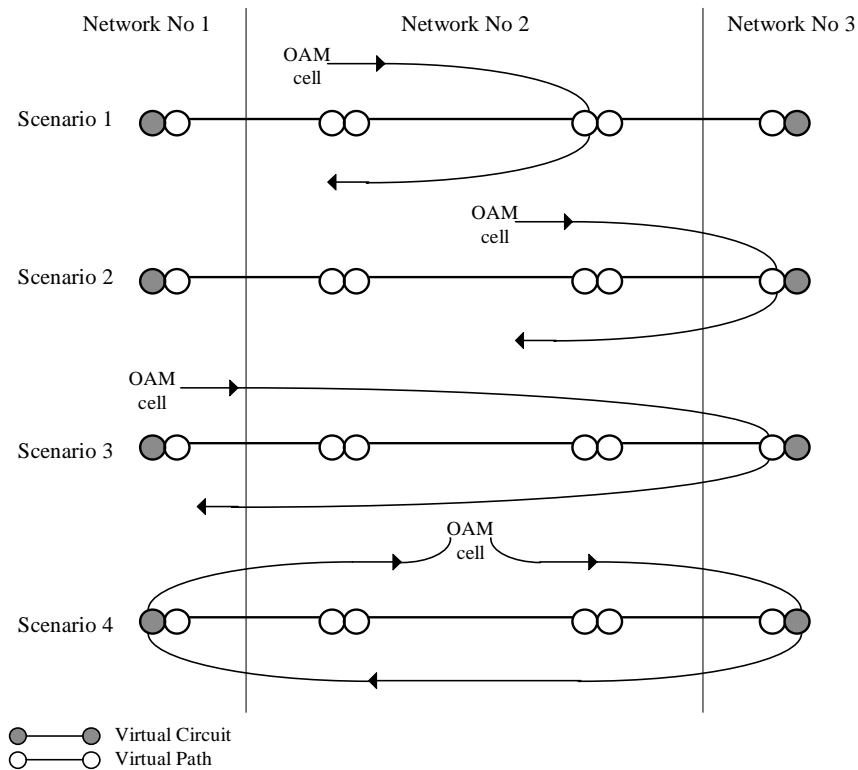 Network No 1
Network No 2
Network No 3
OAM
cell
Scenario 1
OAM
cell
Scenario 2
OAM
cell
Scenario 3
OAM
cell
Scenario 4
Virtual Circuit
Virtual Path